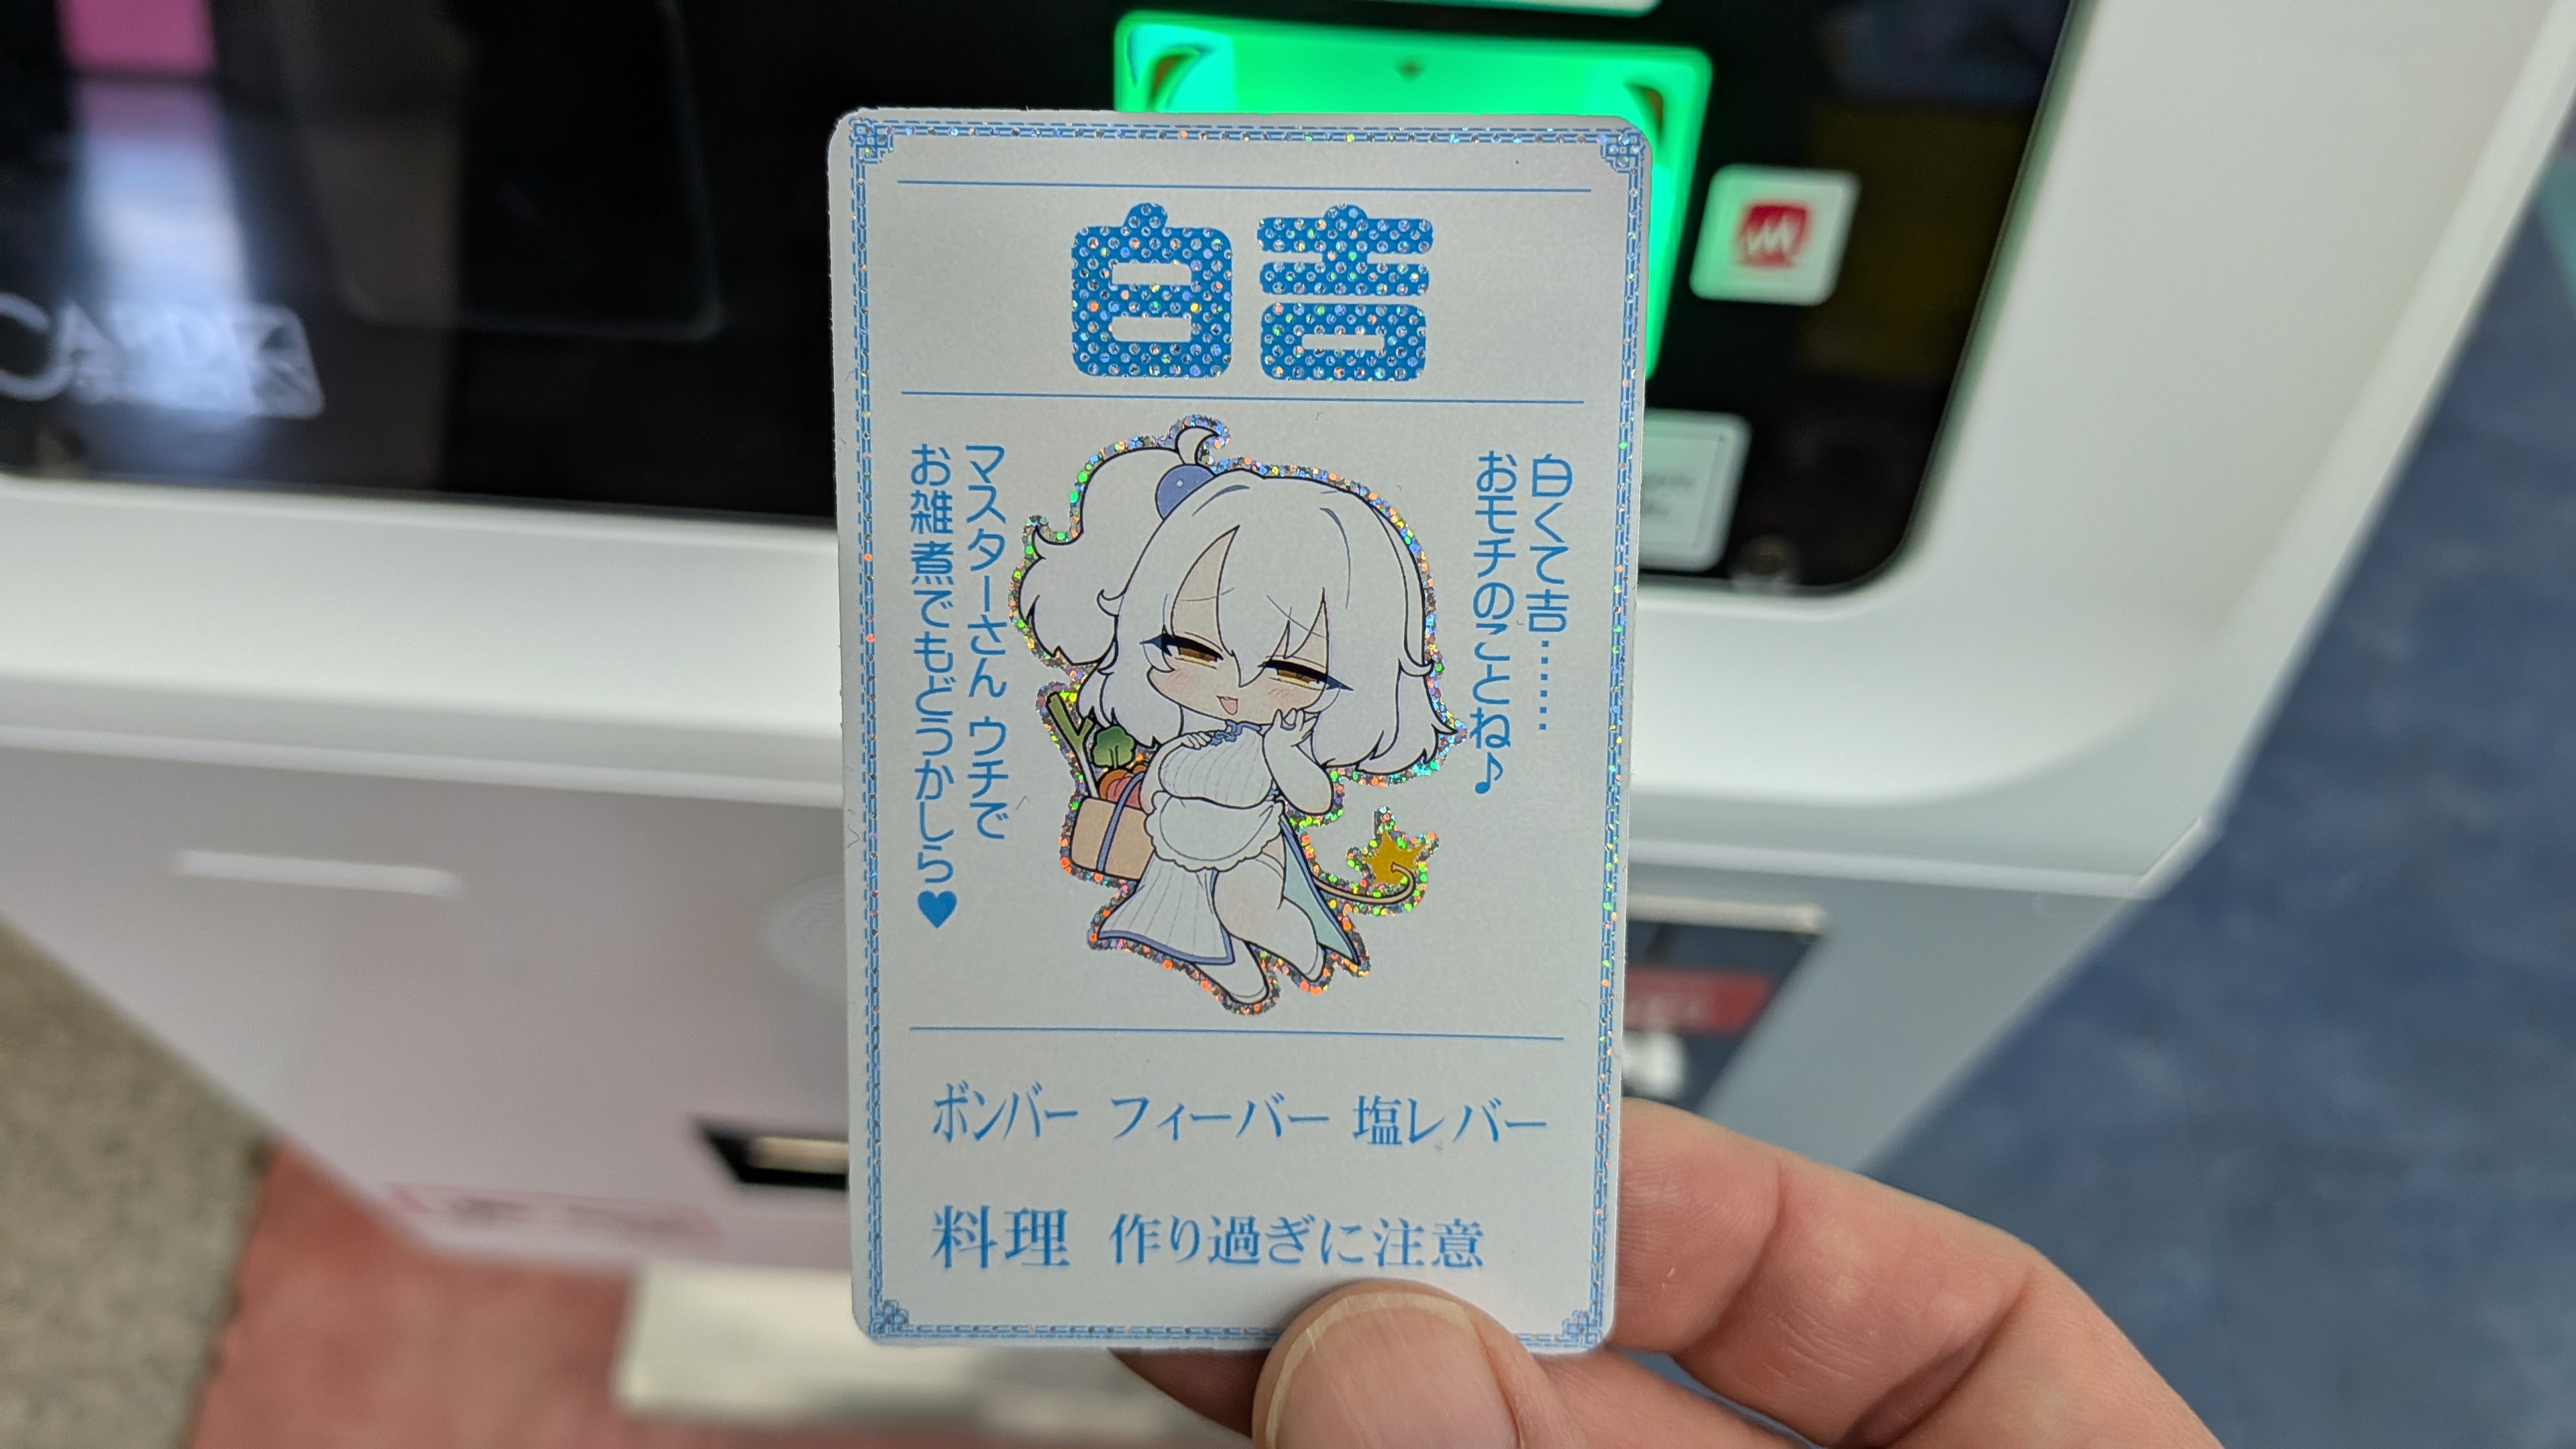 白吉
白くて吉……
おモチのことね♪
マスターさん ウチで
お雑煮でもどうかしら♥
ボンバー フィーバー 塩レバー
料理 作り過ぎに注意